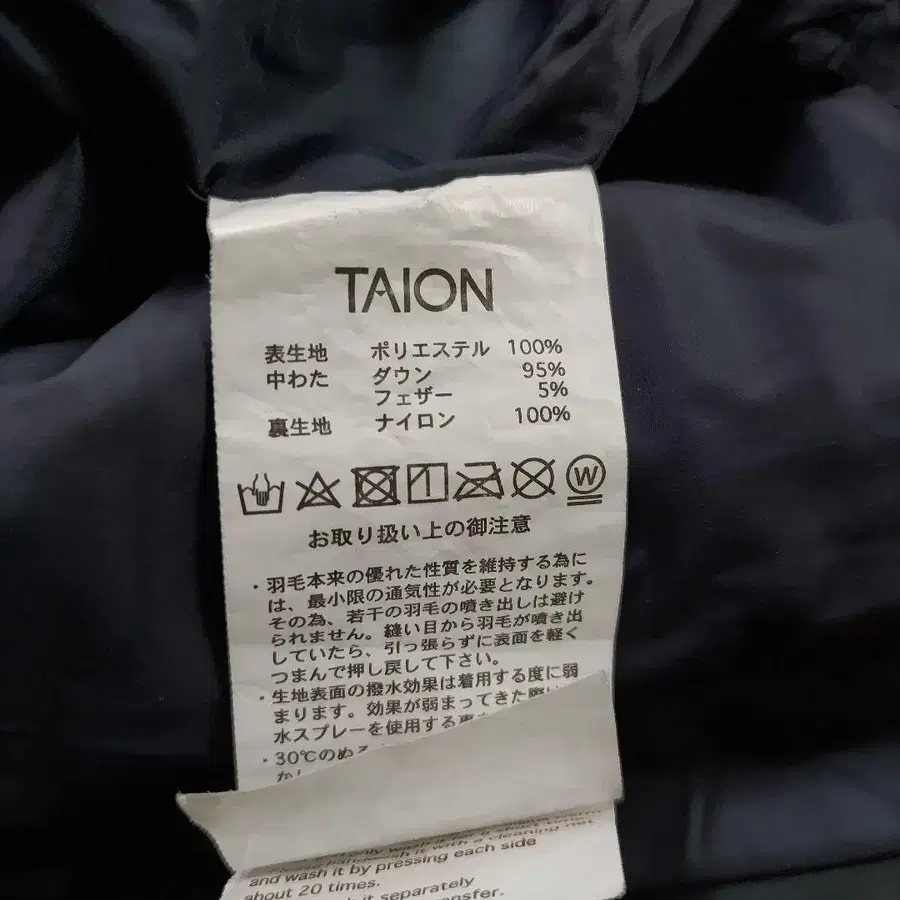 TAION
表生地 ポリエステル 100%
中わた ダウン 95%
フェザー 5%
裏生地 ナイロン 100%
W
お取り扱い上の御注意
・羽毛本来の優れた性質を維持する為に
は、最小限の通気性が必要となります。
その為、若干の羽毛の噴き出しは避け
られません。縫い目から羽毛が噴き出
していたら、引っ張らずに表面を軽く
つまんで押し戻して下さい。
・生地表面の撥水効果は着用する度に弱
まります。効果が弱まってきた際
水スプレーを使用する事
・30℃のぬる
it with a cleaning net
and wash it by pressing each side
about 20 times.
it separately